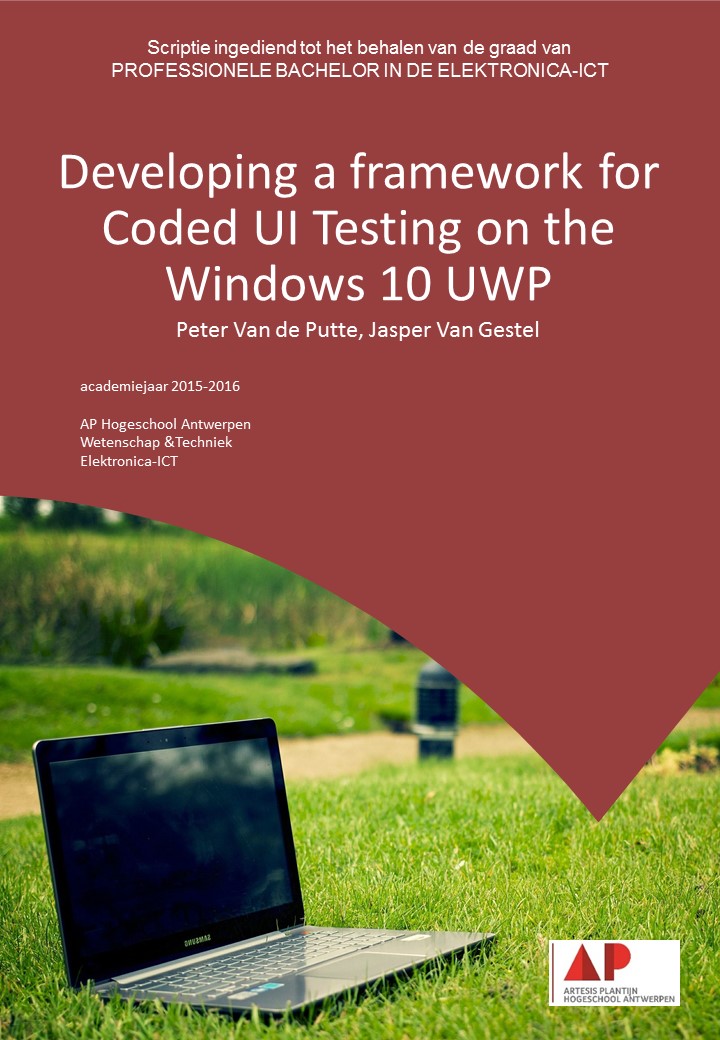 Scriptie ingediend tot het behalen van de graad van
PROFESSIONELE BACHELOR IN DE ELEKTRONICA-ICT
Developing a framework for
Coded UI Testing on the
Windows 10 UWP
Peter Van de Putte, Jasper Van Gestel
academiejaar 2015-2016
AP Hogeschool Antwerpen
Wetenschap &Techniek
Elektronica-ICT
SAMSUNG
AP
ARTESIS PLANTIJN
HOGESCHOOL ANTWERPEN